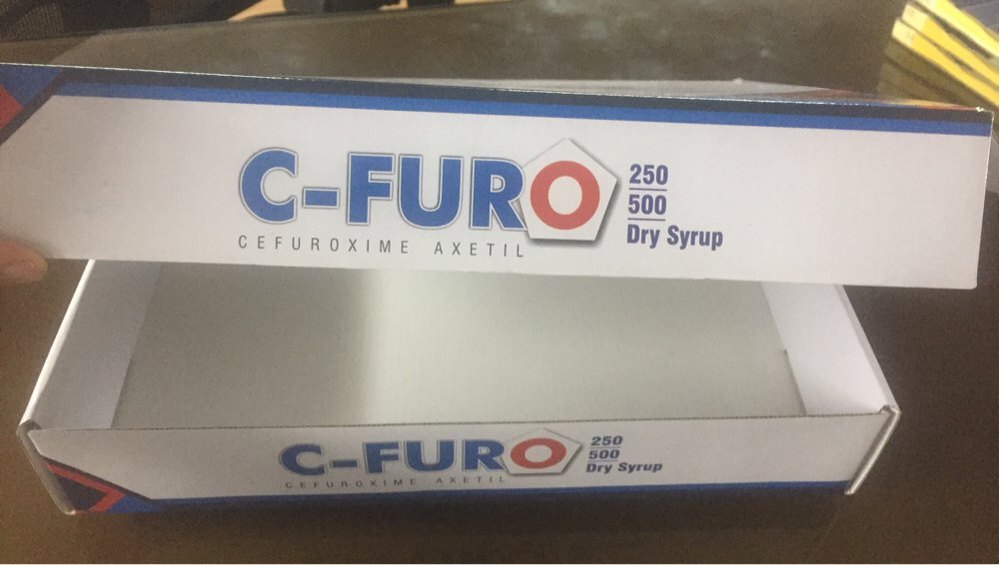 C-FURO
CEFUROXIME AXETIL
250
500
Dry Syrup
C-FURO
CEFUROXIME AXETIL
250
500
Dry Syrup